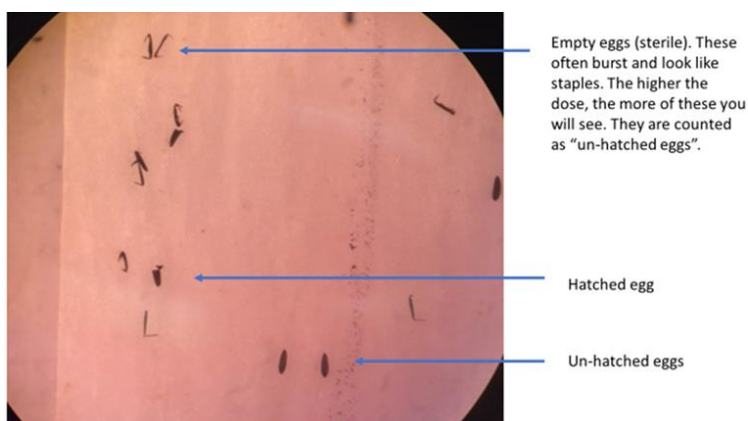 Empty eggs (sterile). These
often burst and look like
staples. The higher the
dose, the more of these you
will see. They are counted
as “un-hatched eggs”.
Hatched egg
Un-hatched eggs